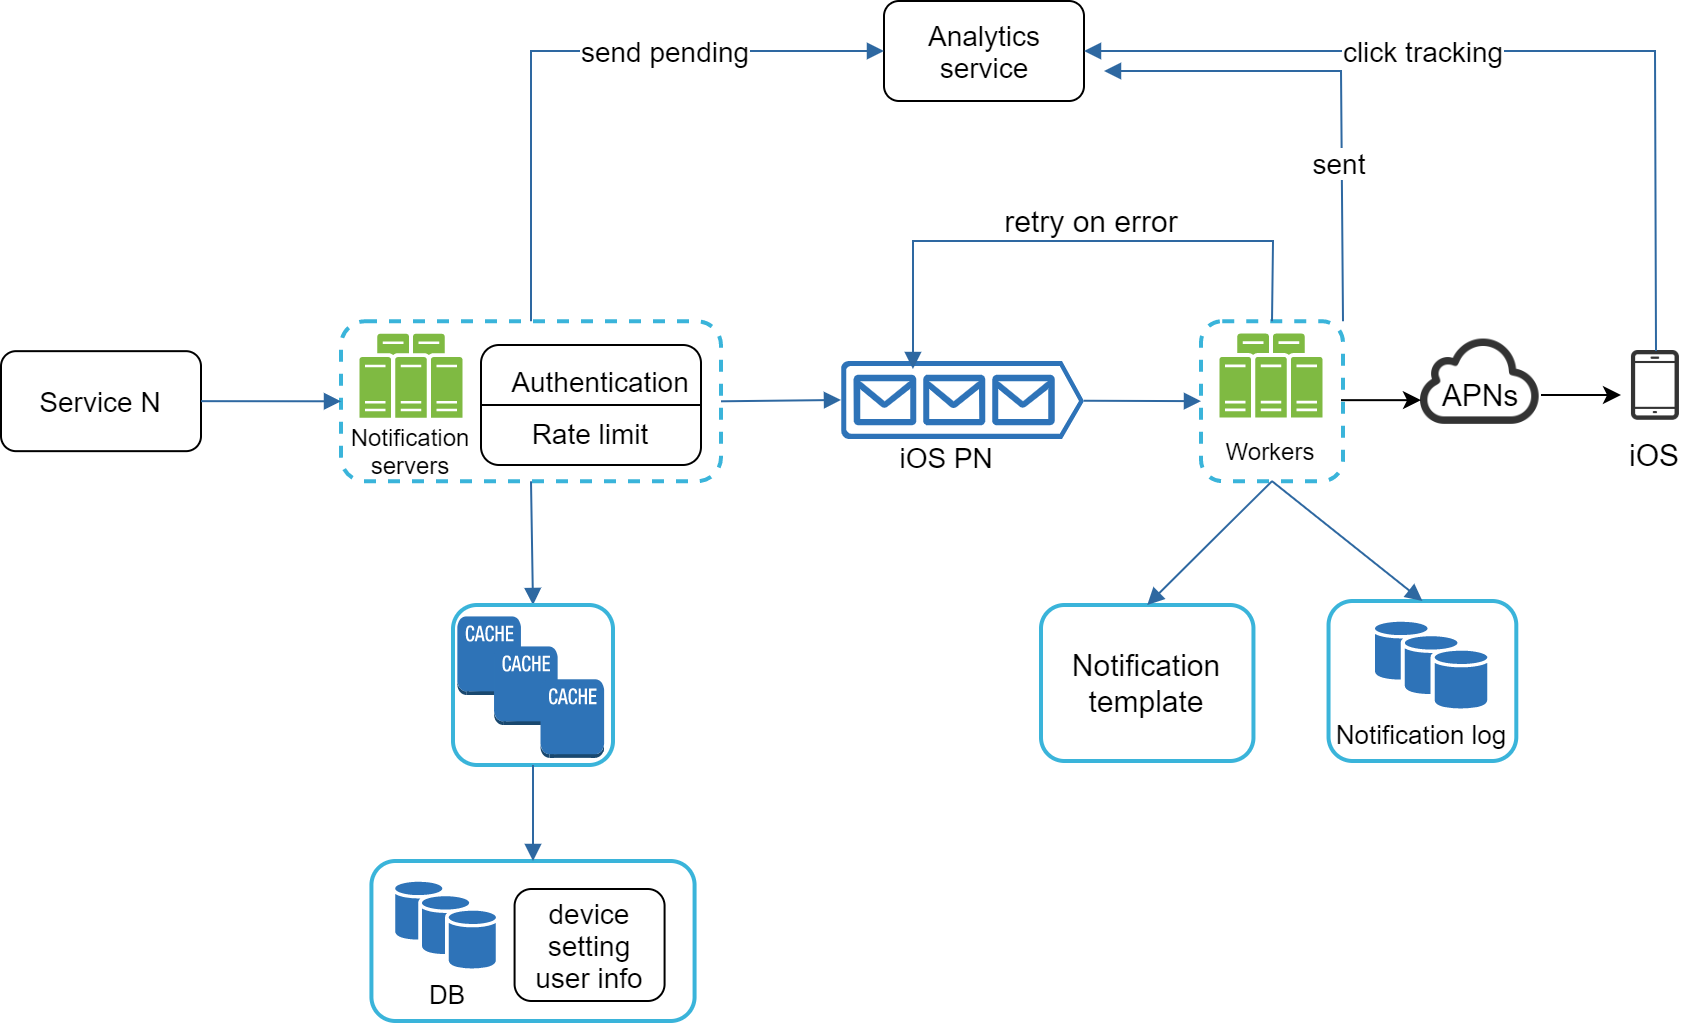 Analytics
service
send pending
click tracking
sent
retry on error
Service N
Notification
servers
Authentication
Rate limit
iOS PN
Workers
APNs
iOS
CACHE
CACHE
CACHE
Notification
template
Notification log
DB
device
setting
user info